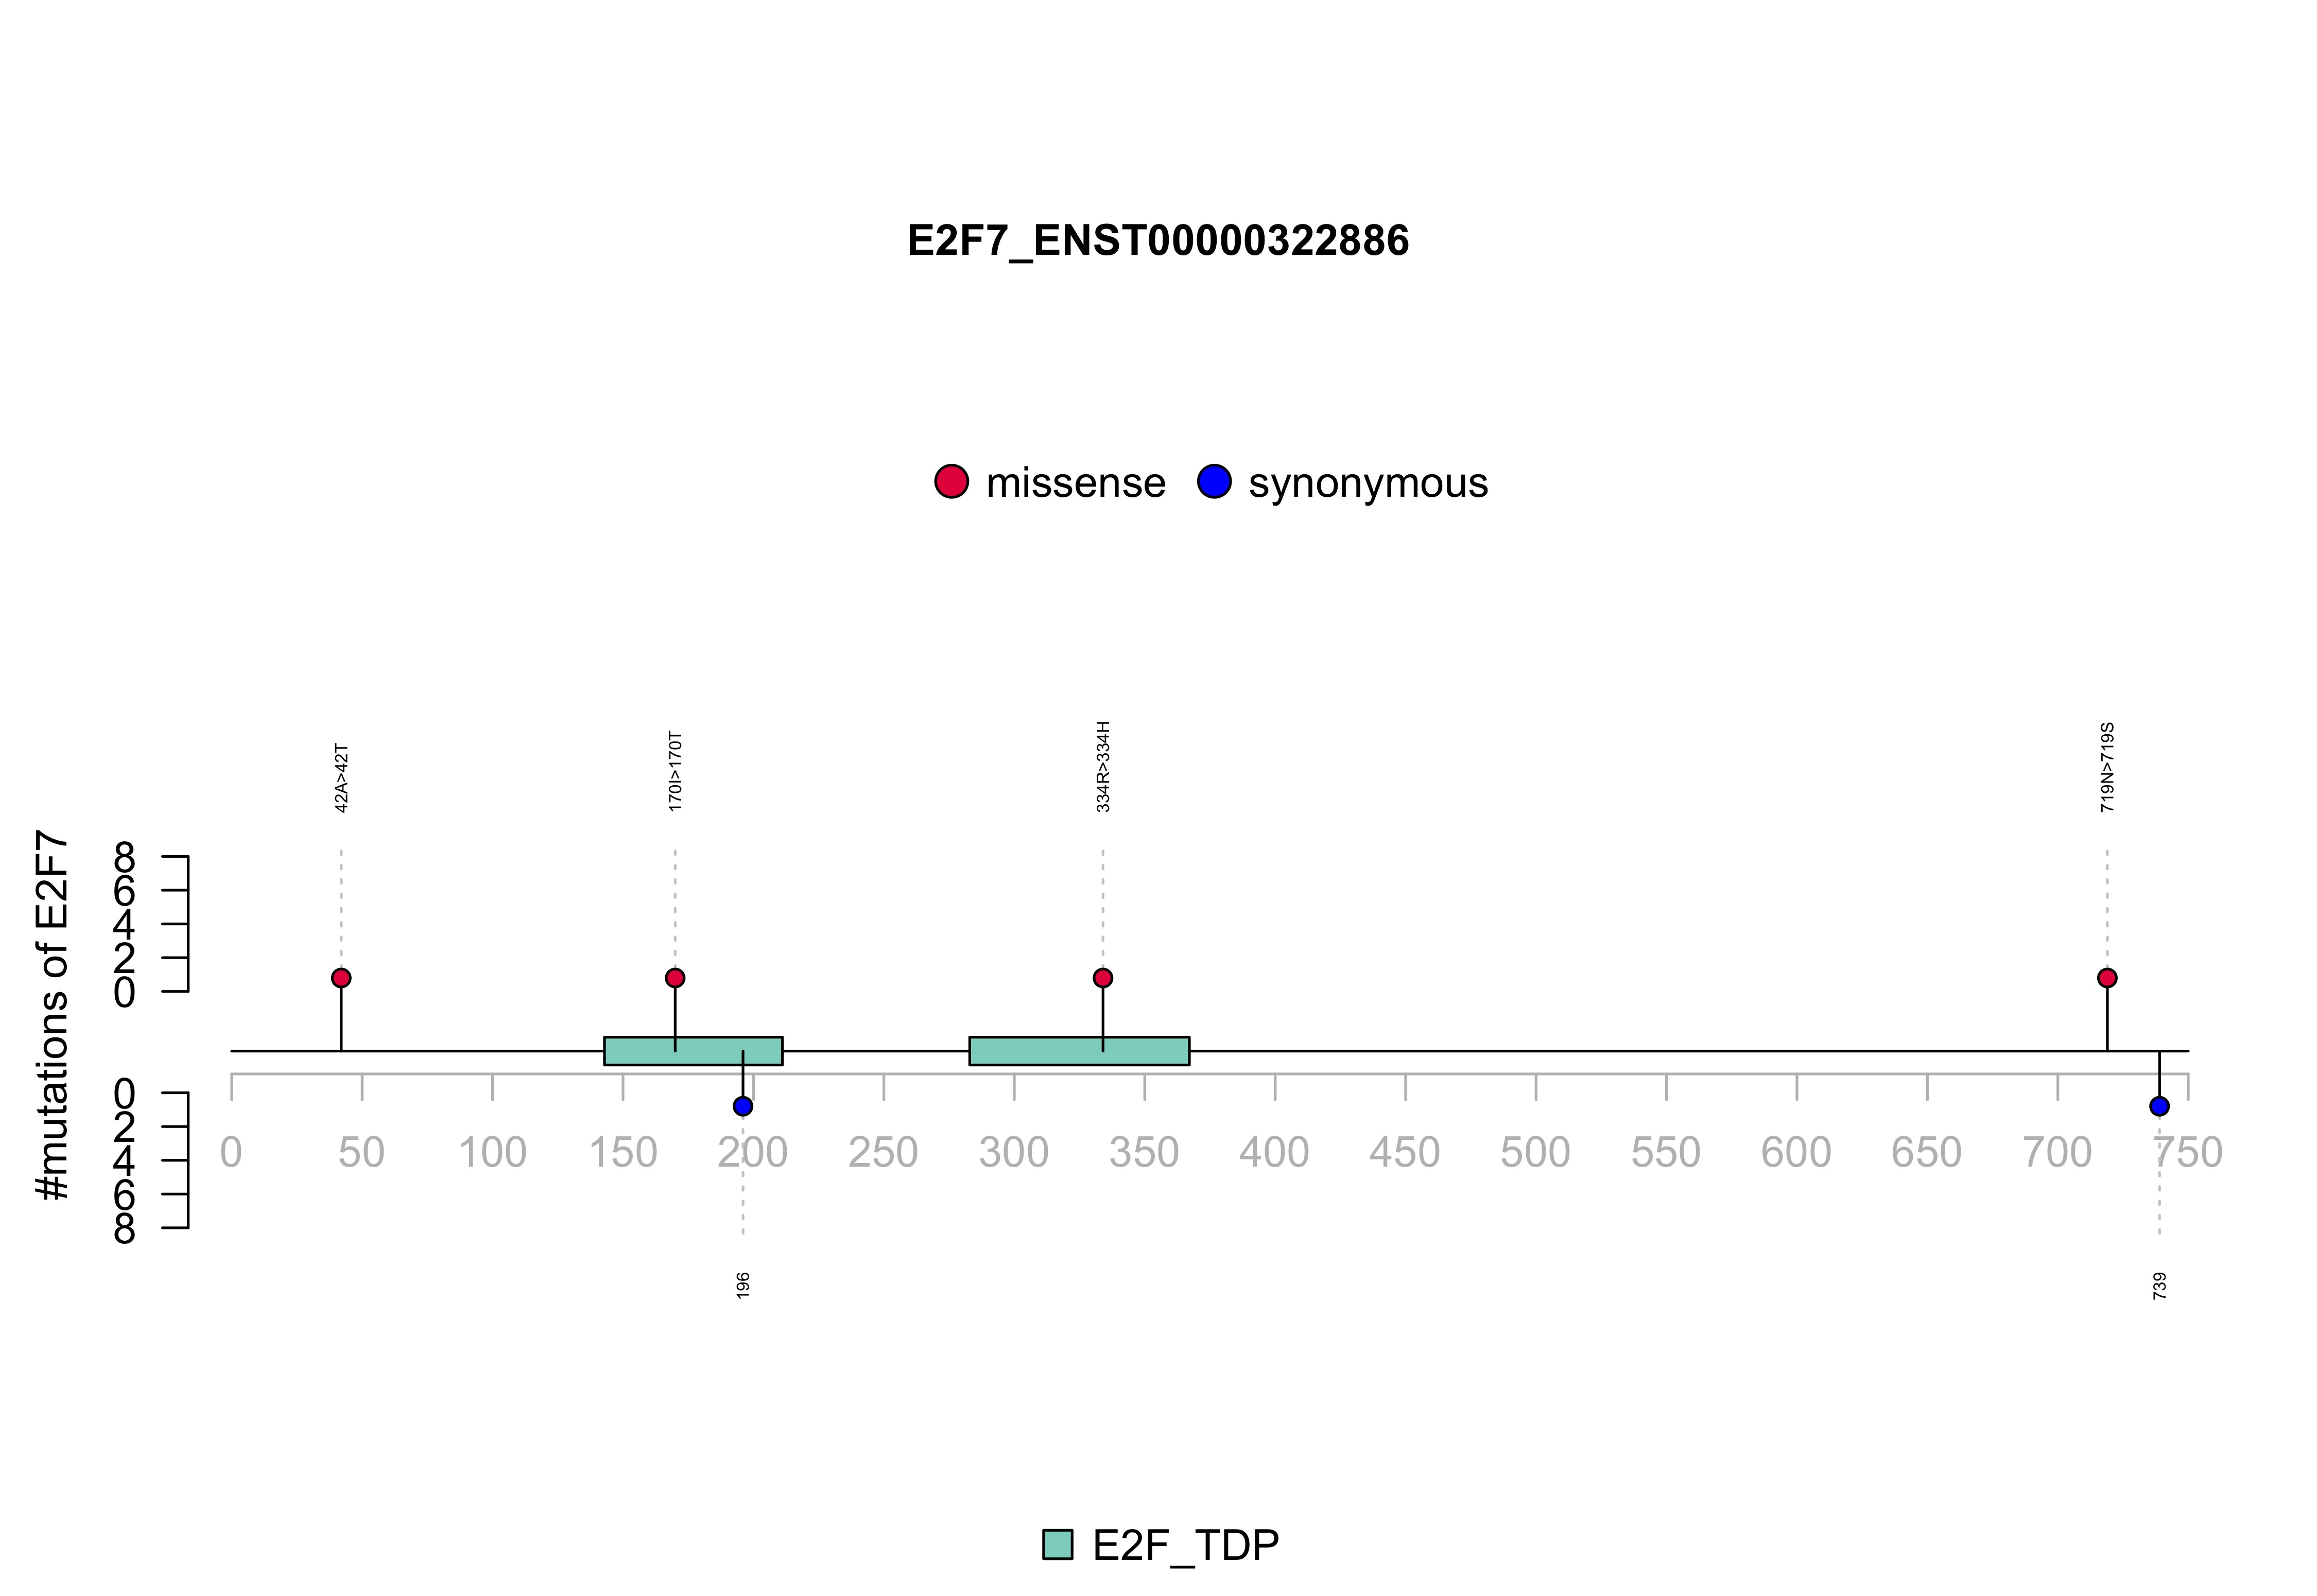 E2F7_ENST00000322886
missense synonymous
42A>42T
170I>170T
334R>334H
719N>719S
#mutations of E2F7
8
6
4
2
0
0
2
4
6
8
0 50 100 150 200 250 300 350 400 450 500 550 600 650 700 750
196
739
E2F_TDP